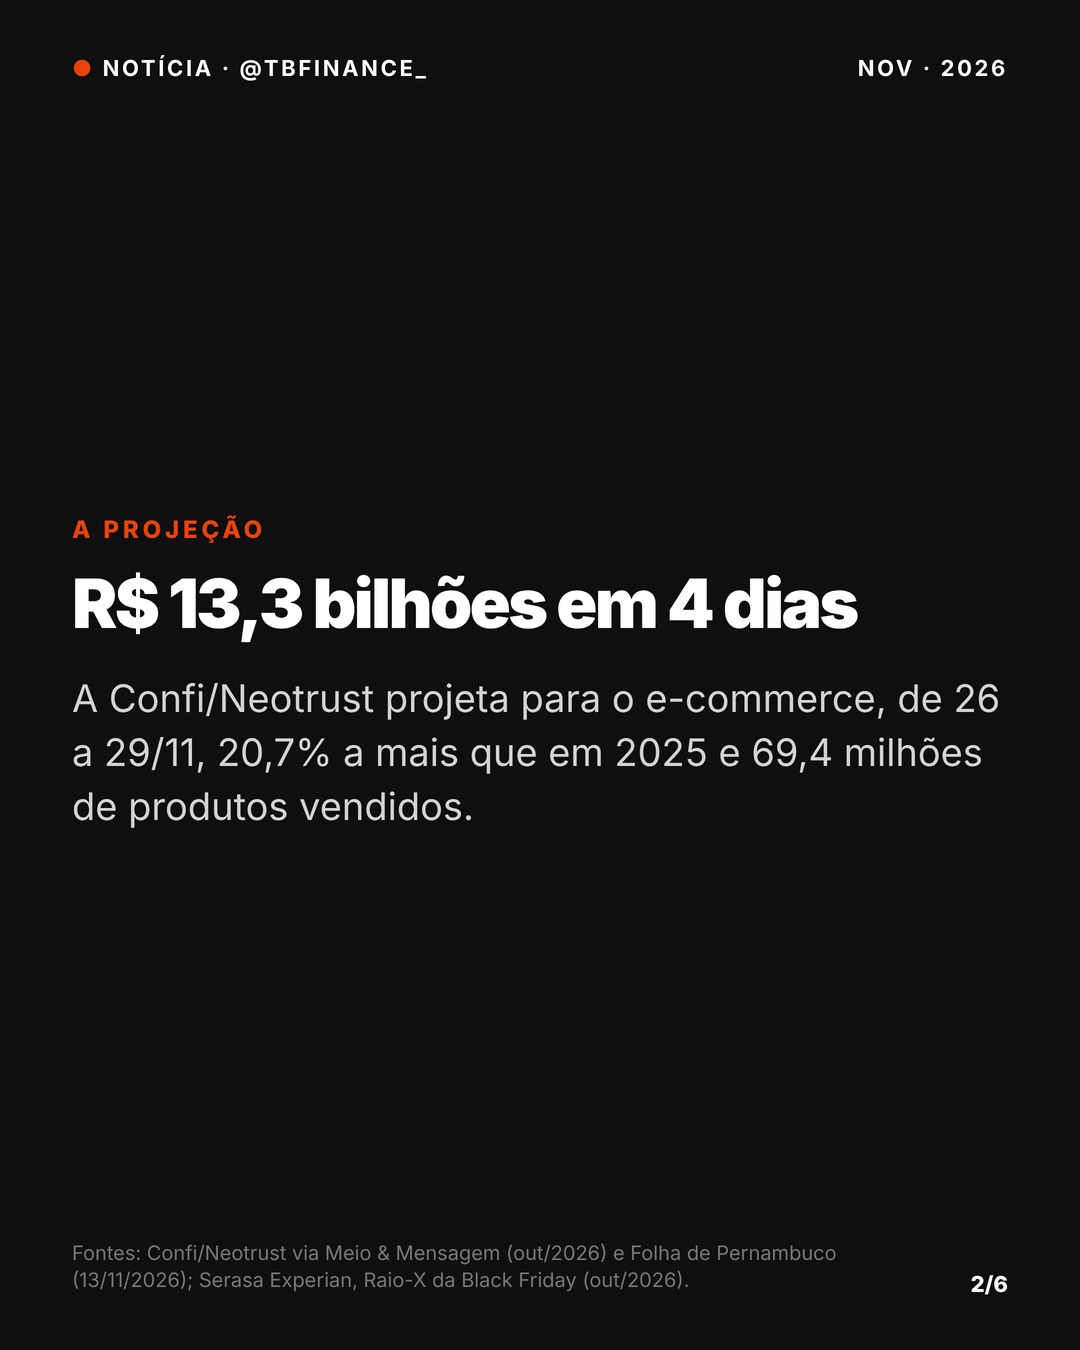 NOTÍCIA · @TBFINANCE_
NOV · 2026
A PROJEÇÃO
R$ 13,3 bilhões em 4 dias
A Confi/Neotrust projeta para o e-commerce, de 26
a 29/11, 20,7% a mais que em 2025 e 69,4 milhões
de produtos vendidos.
Fontes: Confi/Neotrust via Meio & Mensagem (out/2026) e Folha de Pernambuco
(13/11/2026); Serasa Experian, Raio-X da Black Friday (out/2026).
2/6